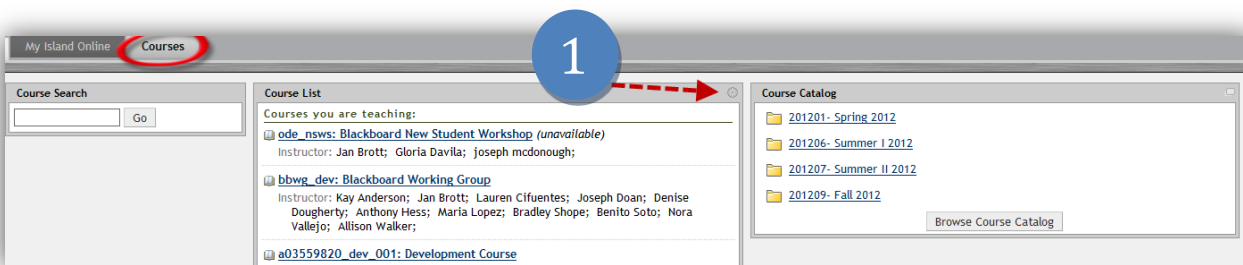 My Island Online
Courses
1
Course Search
Go
Course List
Courses you are teaching:
ode_nsws: Blackboard New Student Workshop (unavailable)
Instructor: Jan Brott; Gloria Davila; joseph mcdonough;
bbwg_dev: Blackboard Working Group
Instructor: Kay Anderson; Jan Brott; Lauren Cifuentes; Joseph Doan; Denise
Dougherty; Anthony Hess; Maria Lopez; Bradley Shope; Benito Soto; Nora
Vallejo; Allison Walker;
a03559820_dev_001: Development Course
Course Catalog
201201- Spring 2012
201206- Summer I 2012
201207- Summer II 2012
201209- Fall 2012
Browse Course Catalog